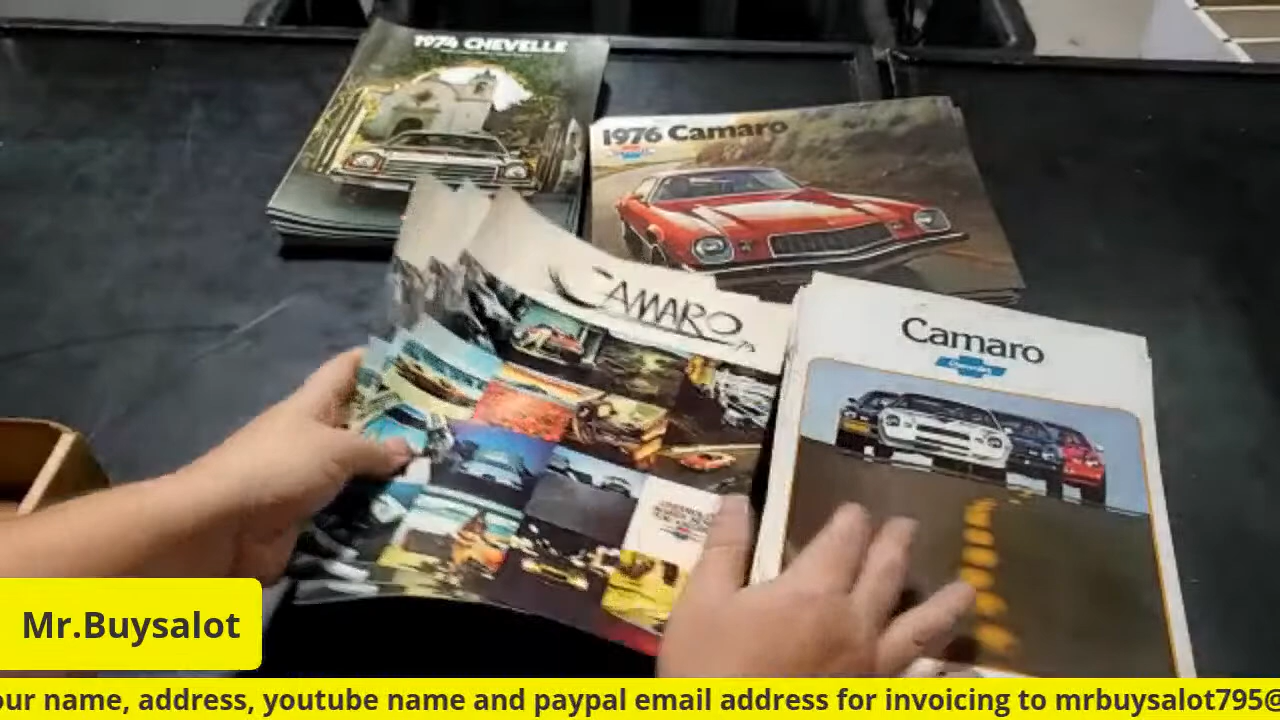 1974 CHEVELLE
1976 Camaro
CAMARO
Camaro
Chevrolet
Mr.Buysalot
our name, address, youtube name and paypal email address for invoicing to mrbuysalot795@